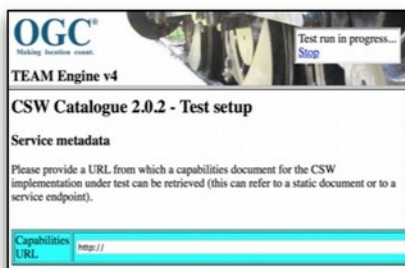 OGC®
Making location count.
Test run in progress...
Stop
TEAM Engine v4
CSW Catalogue 2.0.2 - Test setup
Service metadata
Please provide a URL from which a capabilities document for the CSW
implementation under test can be retrieved (this can refer to a static document or to a
service endpoint).
Capabilities
URL
http://